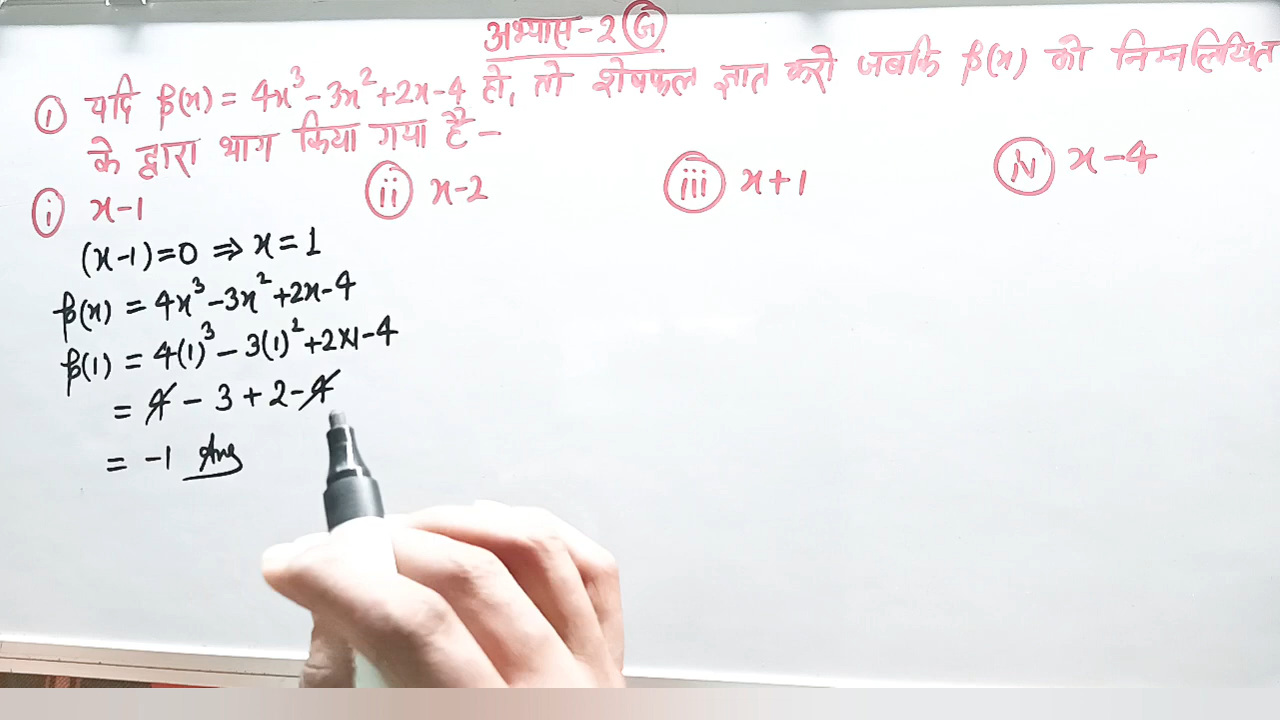 अभ्यास-2 G
① यदि p(x) = 4x³-3x²+2x-4 हो, तो शेषफल ज्ञात करो जबकि p(x) को निम्नलिखित
के द्वारा भाग किया गया है-
(i) x-1 (ii) x-2 (iii) x+1 (iv) x-4
(x-1)=0 ⇒ x=1
p(x) = 4x³-3x²+2x-4
p(1) = 4(1)³-3(1)²+2×1-4
= 4-3+2-4
= -1 Ans